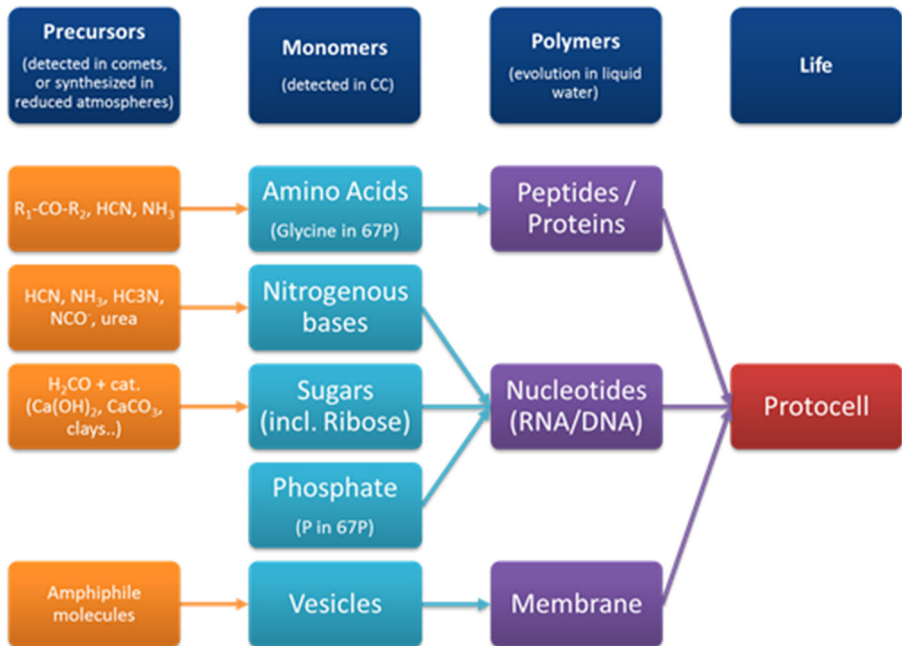 Precursors
(detected in comets,
or synthesized in
reduced atmospheres)
Monomers
(detected in CC)
Polymers
(evolution in liquid
water)
Life
R₁-CO-R₂, HCN, NH₃
Amino Acids
(Glycine in 67P)
Peptides /
Proteins
HCN, NH₃, HC3N,
NCO⁻, urea
Nitrogenous
bases
H₂CO + cat.
(Ca(OH)₂, CaCO₃,
clays..)
Sugars
(incl. Ribose)
Nucleotides
(RNA/DNA)
Protocell
Phosphate
(P in 67P)
Amphiphile
molecules
Vesicles
Membrane